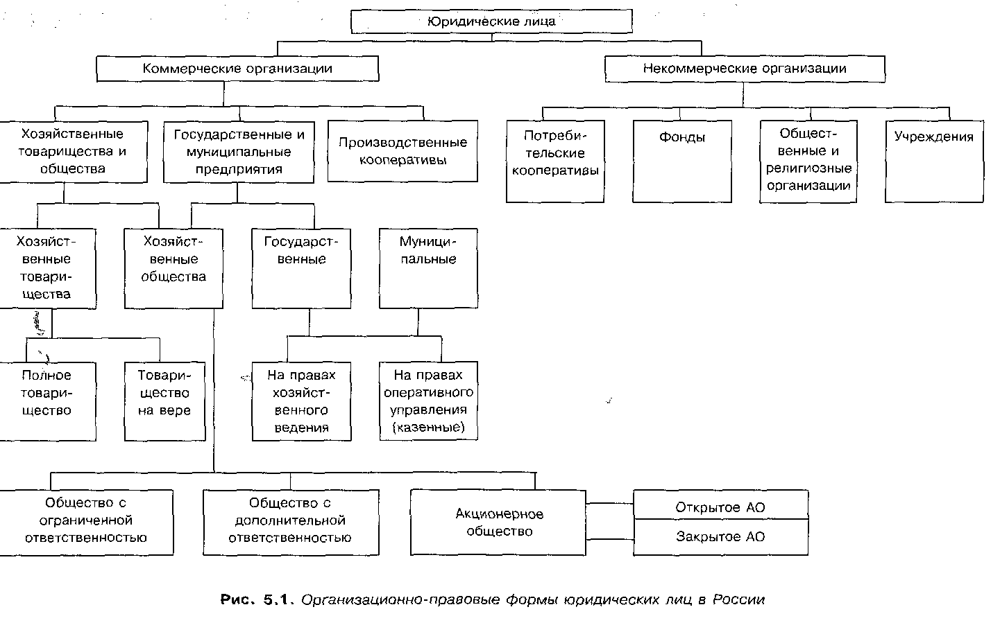 Юридические лица
Коммерческие организации
Некоммерческие организации
Хозяйственные
товарищества и
общества
Государственные и
муниципальные
предприятия
Производственные
кооперативы
Потреби-
тельские
кооперативы
Фонды
Общест-
венные и
религиозные
организации
Учреждения
Хозяйст-
венные
товари-
щества
Хозяйст-
венные
общества
Государст-
венные
Муници-
пальные
Полное
товари-
щество
Товари-
щество
на вере
На правах
хозяйст-
венного
ведения
На правах
оперативного
управления
(казенные)
Общество с
ограниченной
ответственностью
Общество с
дополнительной
ответственностью
Акционерное
общество
Открытое АО
Закрытое АО
Рис. 5.1. Организационно-правовые формы юридических лиц в России